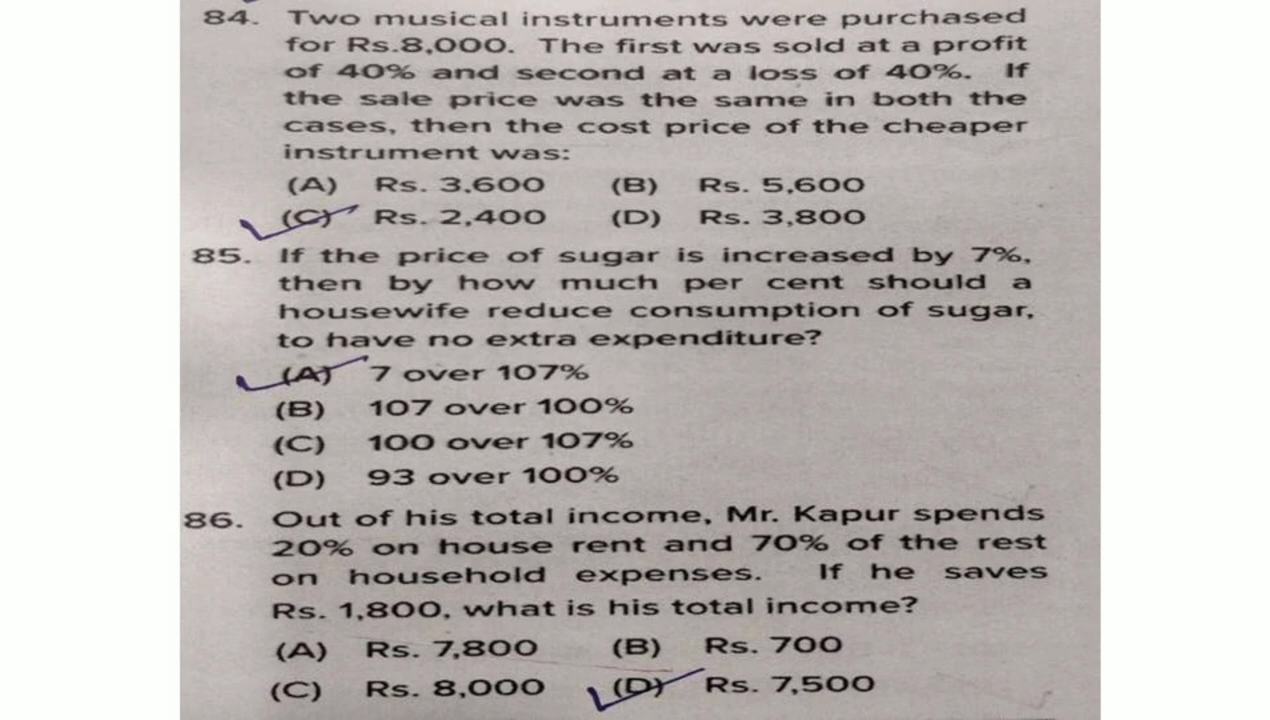 84. Two musical instruments were purchased
for Rs.8,000. The first was sold at a profit
of 40% and second at a loss of 40%. If
the sale price was the same in both the
cases, then the cost price of the cheaper
instrument was:
(A) Rs. 3,600 (B) Rs. 5,600
(C) Rs. 2,400 (D) Rs. 3,800
85. If the price of sugar is increased by 7%,
then by how much per cent should a
housewife reduce consumption of sugar,
to have no extra expenditure?
(A) 7 over 107%
(B) 107 over 100%
(C) 100 over 107%
(D) 93 over 100%
86. Out of his total income, Mr. Kapur spends
20% on house rent and 70% of the rest
on household expenses. If he saves
Rs. 1,800, what is his total income?
(A) Rs. 7,800 (B) Rs. 700
(C) Rs. 8,000 (D) Rs. 7,500